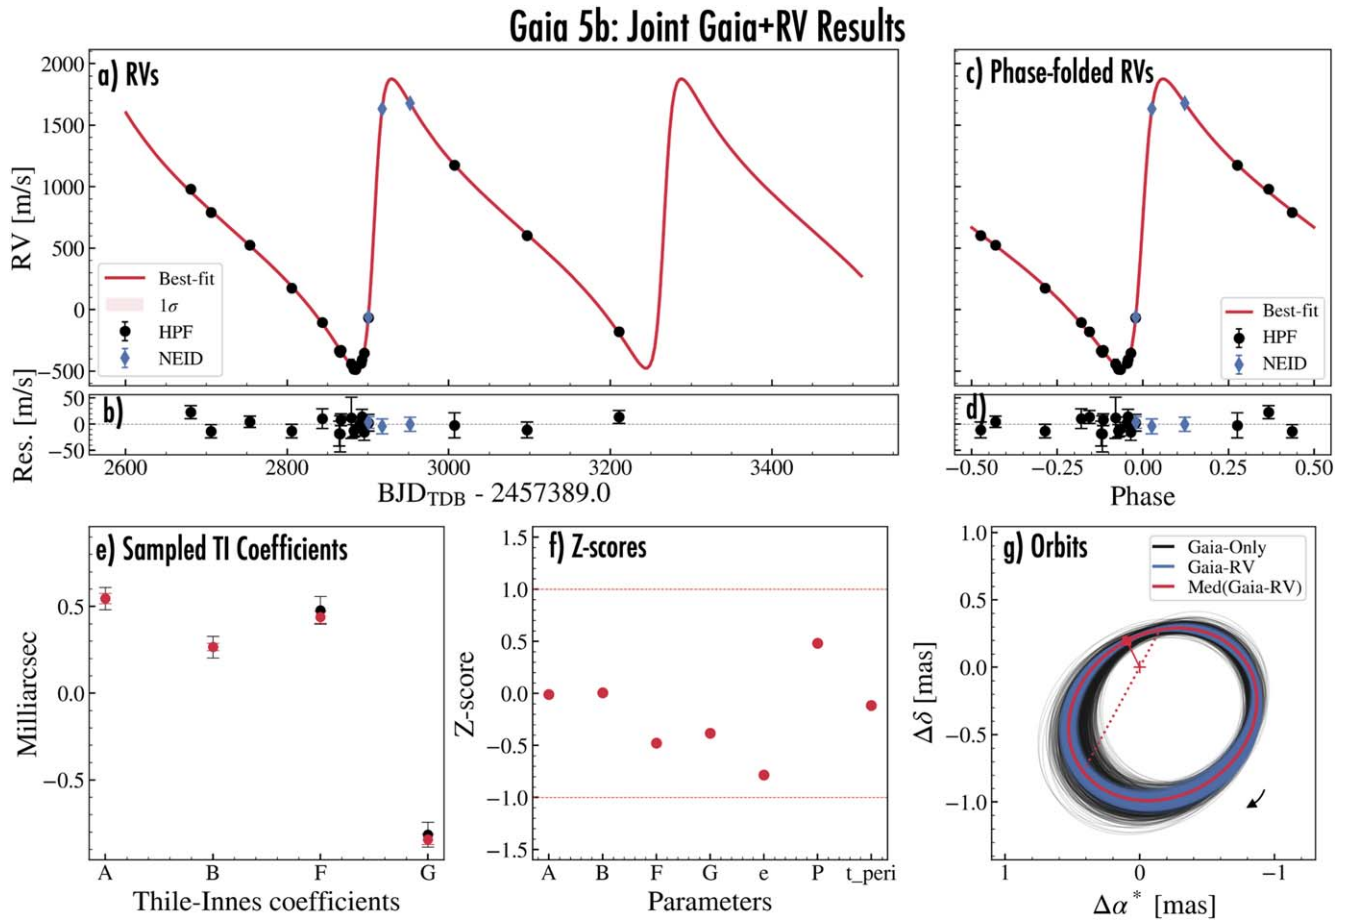 Gaia 5b: Joint Gaia+RV Results
a) RVs
RV [m/s]
2000
1500
1000
500
0
−500
Best-fit
1σ
HPF
NEID
b)
Res. [m/s]
50
0
−50
2600
2800
3000
3200
3400
BJD_TDB - 2457389.0
c) Phase-folded RVs
Best-fit
HPF
NEID
d)
−0.50
−0.25
0.00
0.25
0.50
Phase
e) Sampled TI Coefficients
Milliarcsec
0.5
0.0
−0.5
A
B
F
G
Thile-Innes coefficients
f) Z-scores
Z-score
1.5
1.0
0.5
0.0
−0.5
−1.0
−1.5
A
B
F
G
e
P
t_peri
Parameters
g) Orbits
Gaia-Only
Gaia-RV
Med(Gaia-RV)
Δδ [mas]
1.0
0.5
0.0
−0.5
−1.0
1
0
−1
Δα* [mas]